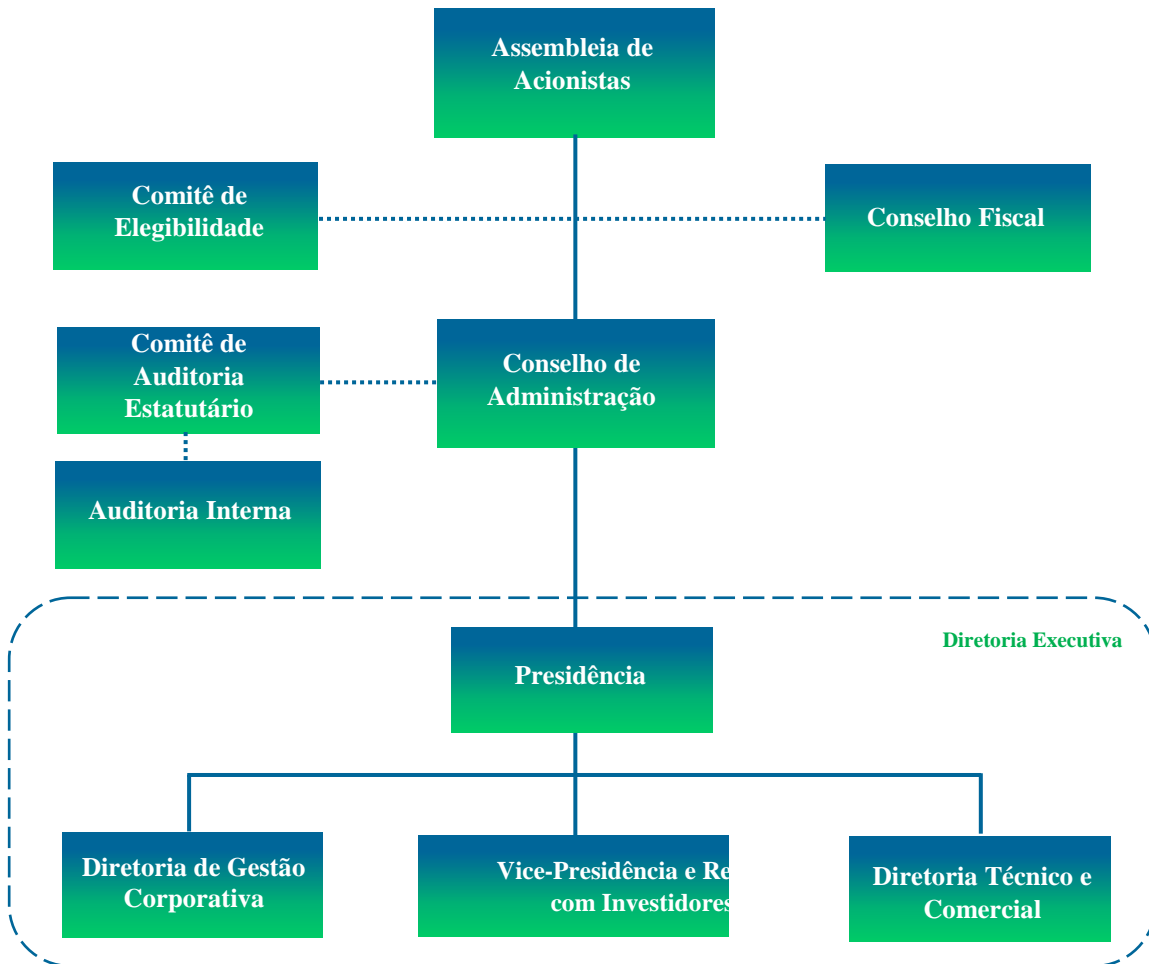 Assembleia de
Acionistas
Comitê de
Elegibilidade
Conselho Fiscal
Comitê de
Auditoria
Estatutário
Conselho de
Administração
Auditoria Interna
Diretoria Executiva
Presidência
Diretoria de Gestão
Corporativa
Vice-Presidência e
com Investidores
Diretoria Técnico e
Comercial